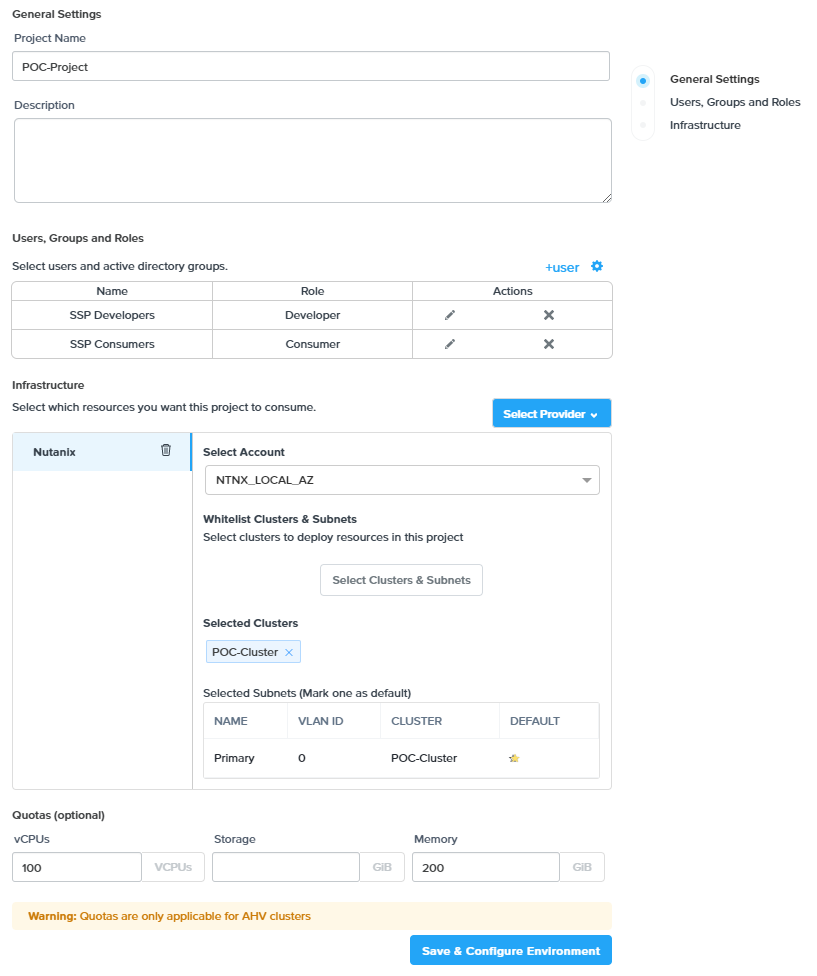 General Settings
Project Name
POC-Project
Description
General Settings
Users, Groups and Roles
Infrastructure
Users, Groups and Roles
Select users and active directory groups.
+user
Name Role Actions
SSP Developers Developer
SSP Consumers Consumer
Infrastructure
Select which resources you want this project to consume.
Select Provider
Nutanix
Select Account
NTNX_LOCAL_AZ
Whitelist Clusters & Subnets
Select clusters to deploy resources in this project
Select Clusters & Subnets
Selected Clusters
POC-Cluster ×
Selected Subnets (Mark one as default)
NAME VLAN ID CLUSTER DEFAULT
Primary 0 POC-Cluster
Quotas (optional)
vCPUs Storage Memory
100 VCPUs GiB 200 GiB
Warning: Quotas are only applicable for AHV clusters
Save & Configure Environment